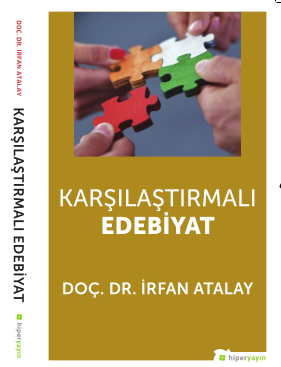 DOÇ. DR. İRFAN ATALAY
KARŞILAŞTIRMALI EDEBİYAT
hiperyayın
KARŞILAŞTIRMALI
EDEBİYAT
DOÇ. DR. İRFAN ATALAY
hiperyayın